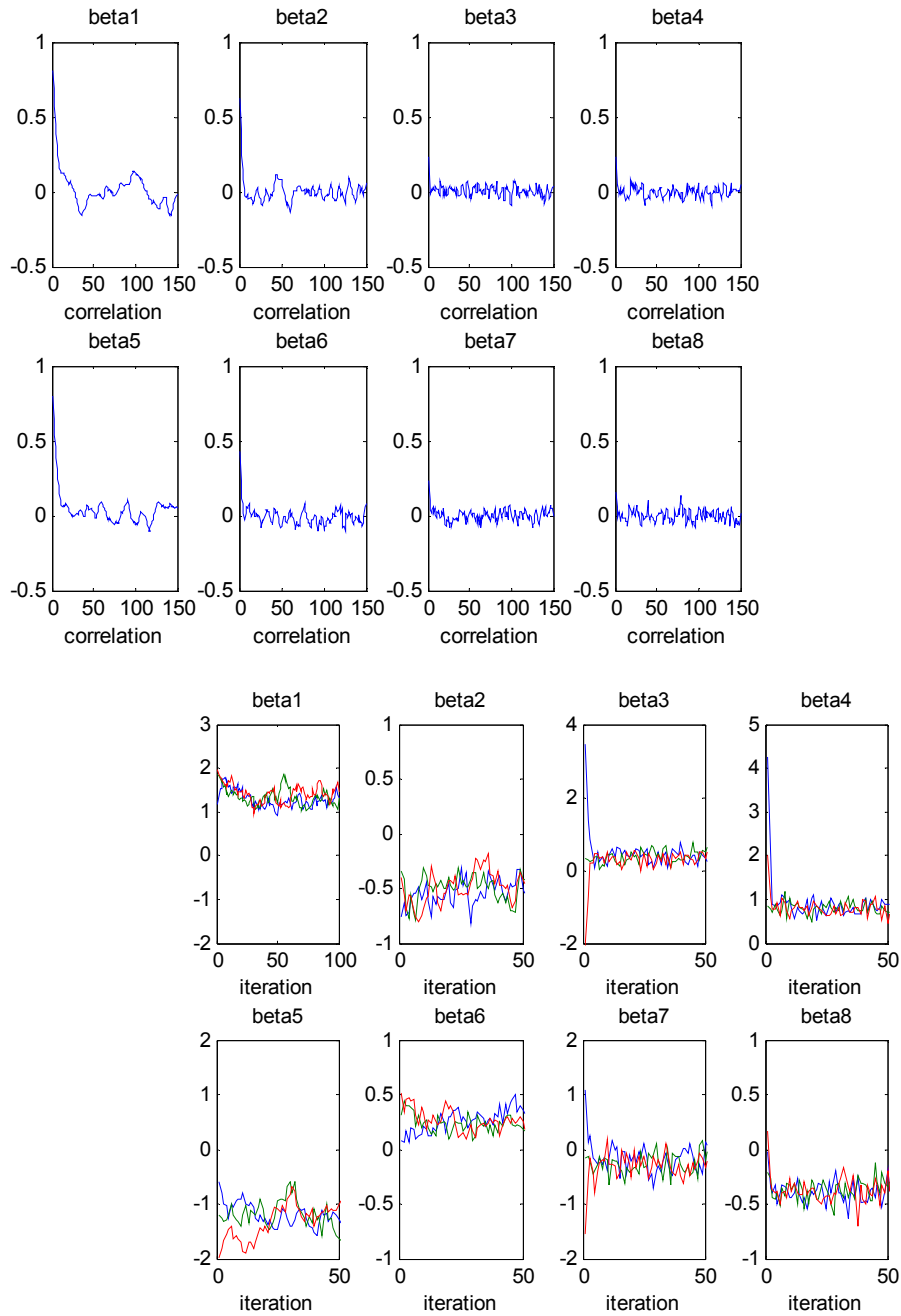 beta1 beta2 beta3 beta4
1 1 1 1
0.5 0.5 0.5 0.5
0 0 0 0
-0.5 -0.5 -0.5 -0.5
0 50 100 150 0 50 100 150 0 50 100 150 0 50 100 150
correlation correlation correlation correlation
beta5 beta6 beta7 beta8
1 1 1 1
0.5 0.5 0.5 0.5
0 0 0 0
-0.5 -0.5 -0.5 -0.5
0 50 100 150 0 50 100 150 0 50 100 150 0 50 100 150
correlation correlation correlation correlation
beta1 beta2 beta3 beta4
3 1 4 5
2 0.5 2 4
1 0 0 3
0 -0.5 -2 2
-1 -1 1
-2 0
0 50 100 0 50 0 50 0 50
iteration iteration iteration iteration
beta5 beta6 beta7 beta8
2 1 2 1
1 0.5 1 0.5
0 0 0 0
-1 0.5 -1 -0.5
-2 -1 -2 -1
0 50 0 50 0 50 0 50
iteration iteration iteration iteration